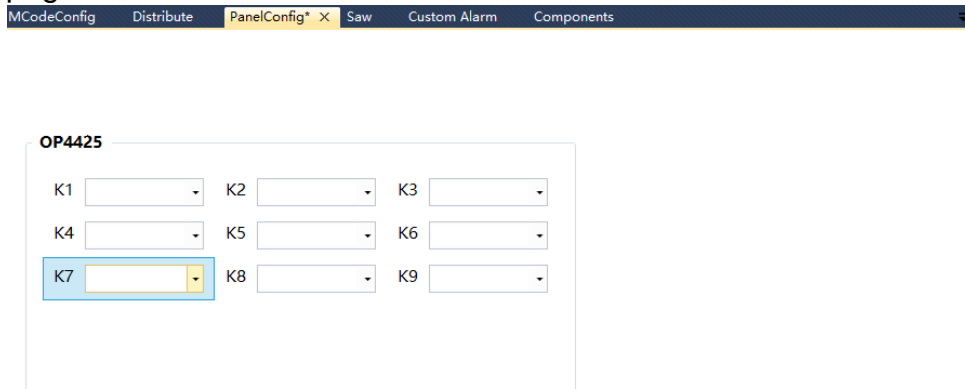 MCodeConfig Distribute PanelConfig* × Saw Custom Alarm Components
OP4425
K1 K2 K3
K4 K5 K6
K7 K8 K9